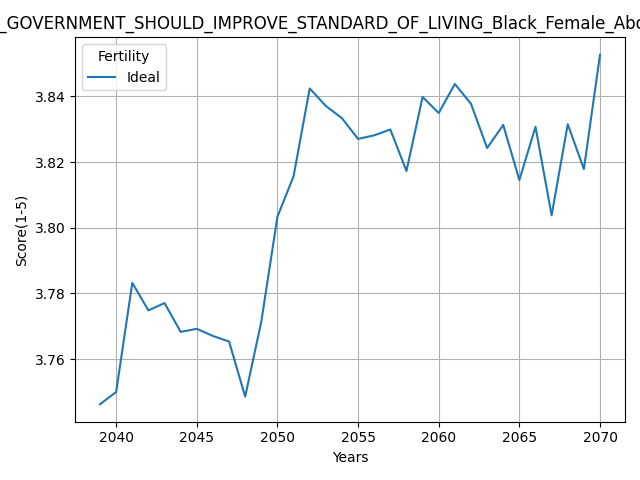 _GOVERNMENT_SHOULD_IMPROVE_STANDARD_OF_LIVING_Black_Female_Abo
Fertility
Ideal
Score(1-5)
3.84
3.82
3.80
3.78
3.76
2040 2045 2050 2055 2060 2065 2070
Years